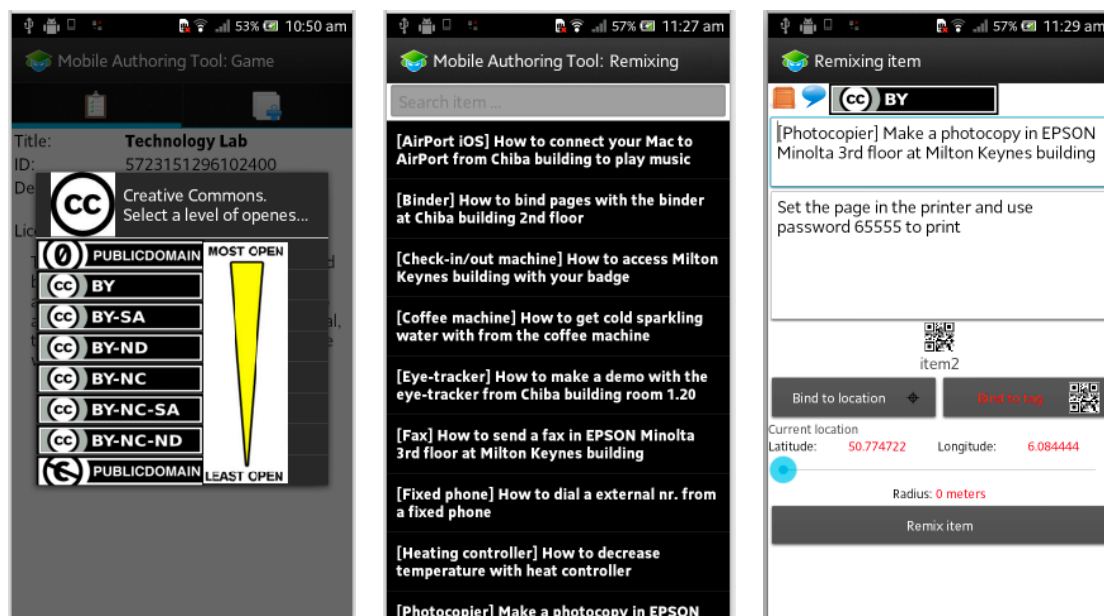 53% 10:50 am
Mobile Authoring Tool: Game
Title: Technology Lab
ID: 5723151296102400
De
Lic
cc
Creative Commons.
Select a level of openes...
0 PUBLICDOMAIN
cc BY
cc BY-SA
cc BY-ND
cc BY-NC
cc BY-NC-SA
cc BY-NC-ND
PUBLICDOMAIN
MOST OPEN
LEAST OPEN
57% 11:27 am
Mobile Authoring Tool: Remixing
Search item ...
[AirPort iOS] How to connect your Mac to
AirPort from Chiba building to play music
[Binder] How to bind pages with the binder
at Chiba building 2nd floor
[Check-in/out machine] How to access Milton
Keynes building with your badge
[Coffee machine] How to get cold sparkling
water with from the coffee machine
[Eye-tracker] How to make a demo with the
eye-tracker from Chiba building room 1.20
[Fax] How to send a fax in EPSON Minolta
3rd floor at Milton Keynes building
[Fixed phone] How to dial a external nr. from
a fixed phone
[Heating controller] How to decrease
temperature with heat controller
[Photocopier] Make a photocopy in EPSON
57% 11:29 am
Remixing item
cc BY
[Photocopier] Make a photocopy in EPSON
Minolta 3rd floor at Milton Keynes building
Set the page in the printer and use
password 65555 to print
item2
Bind to location
Bind to tag
Current location
Latitude: 50.774722 Longitude: 6.084444
Radius: 0 meters
Remix item